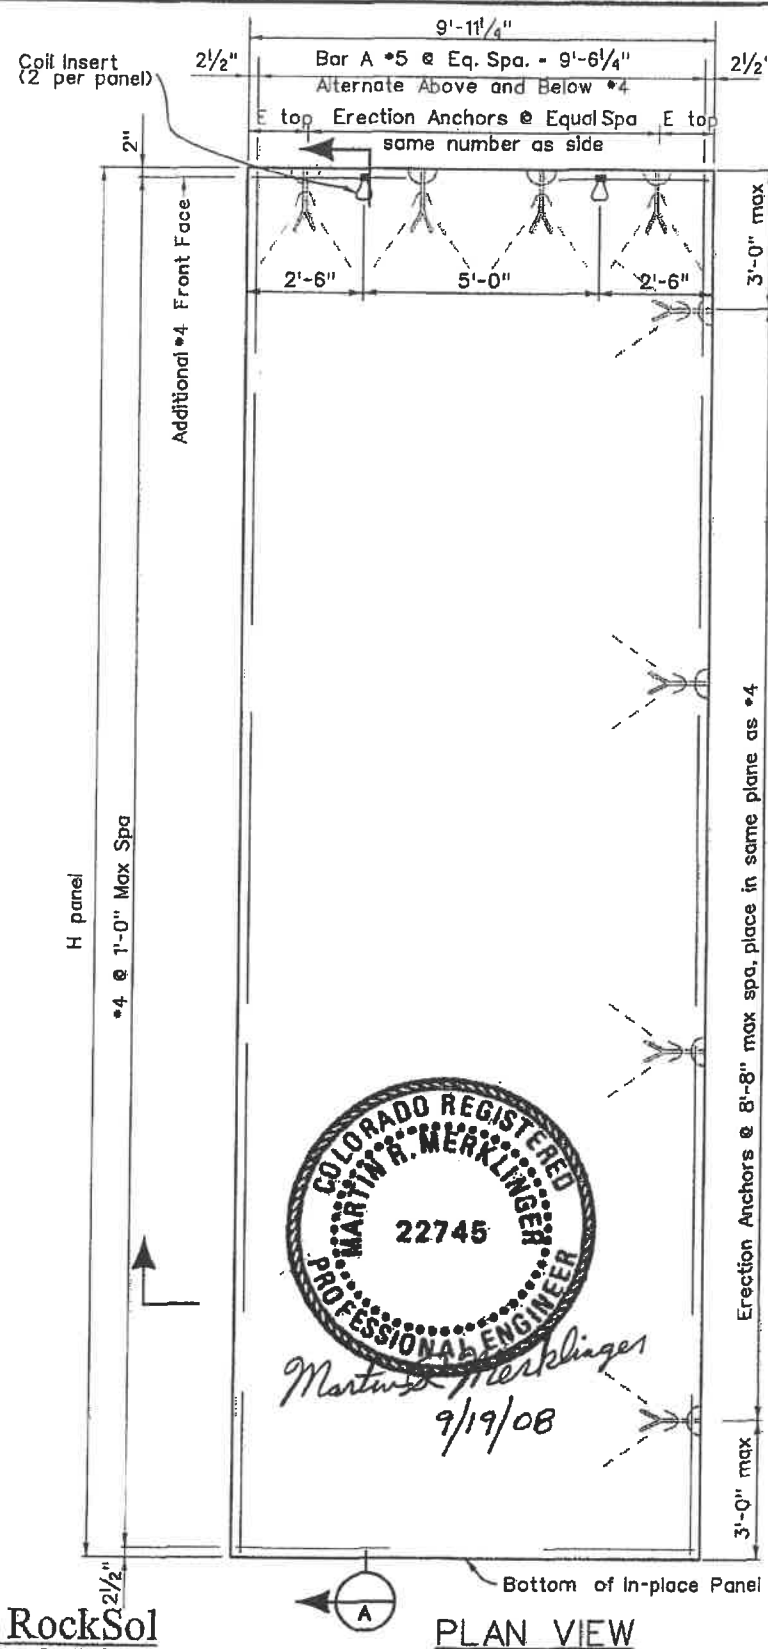 9'-11¼"
Coil Insert
(2 per panel)
2½"
Bar A #5 @ Eq. Spa. - 9'-6¼"
2½"
Alternate Above and Below #4
E top
Erection Anchors @ Equal Spa
E top
same number as side
2"
Additional #4 Front Face
3'-0" max
2'-6"
5'-0"
2'-6"
H panel
#4 @ 1'-0" Max Spa
Erection Anchors @ 8'-8" max spa, place in same plane as #4
COLORADO REGISTERED
MARTIN R. MERKLINGER
22745
PROFESSIONAL ENGINEER
Martin R Merklinger
9/19/08
3'-0" max
2½"
Bottom of In-place Panel
A
RockSol
PLAN VIEW